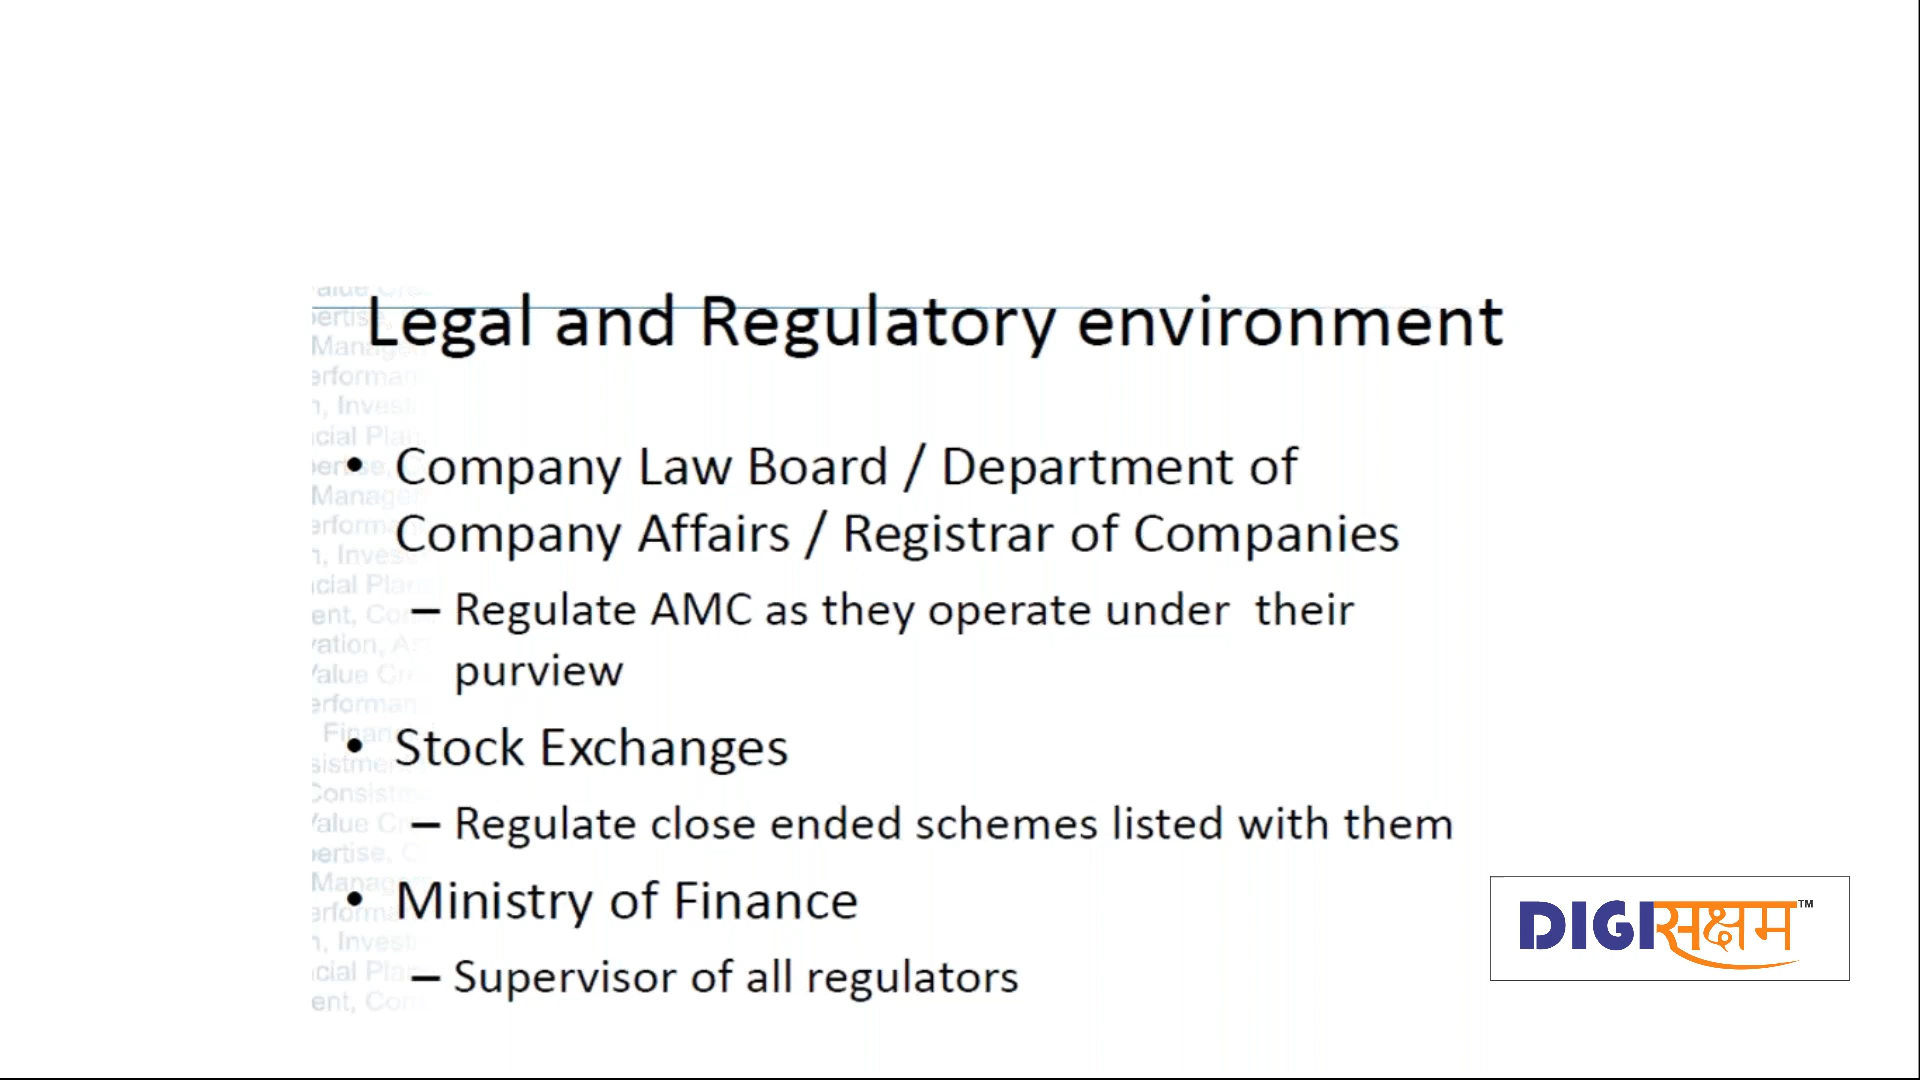 Legal and Regulatory environment
• Company Law Board / Department of
Company Affairs / Registrar of Companies
– Regulate AMC as they operate under their
purview
• Stock Exchanges
– Regulate close ended schemes listed with them
• Ministry of Finance
– Supervisor of all regulators
DIGIसक्षम™